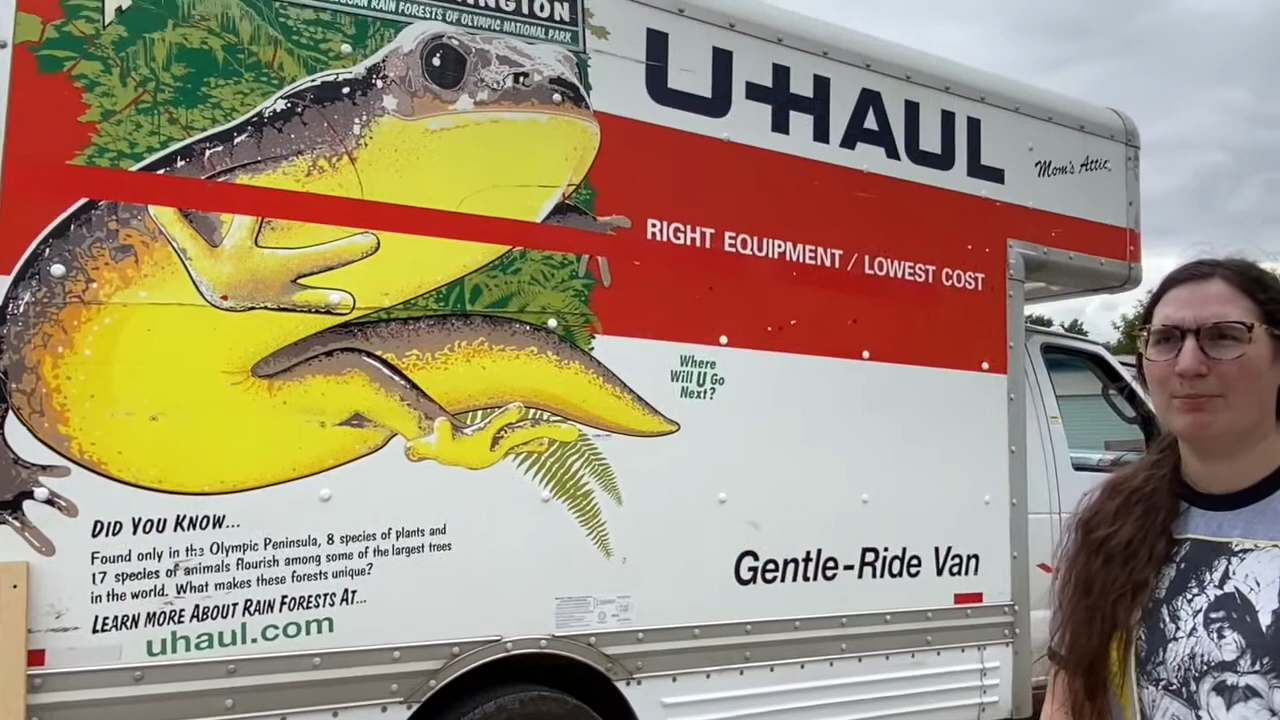 RAIN FORESTS OF OLYMPIC NATIONAL PARK
U-HAUL
Mom's Attic
RIGHT EQUIPMENT / LOWEST COST
Where
Will U Go
Next?
DID YOU KNOW...
Found only in the Olympic Peninsula, 8 species of plants and
17 species of animals flourish among some of the largest trees
in the world. What makes these forests unique?
LEARN MORE ABOUT RAIN FORESTS AT...
uhaul.com
Gentle-Ride Van